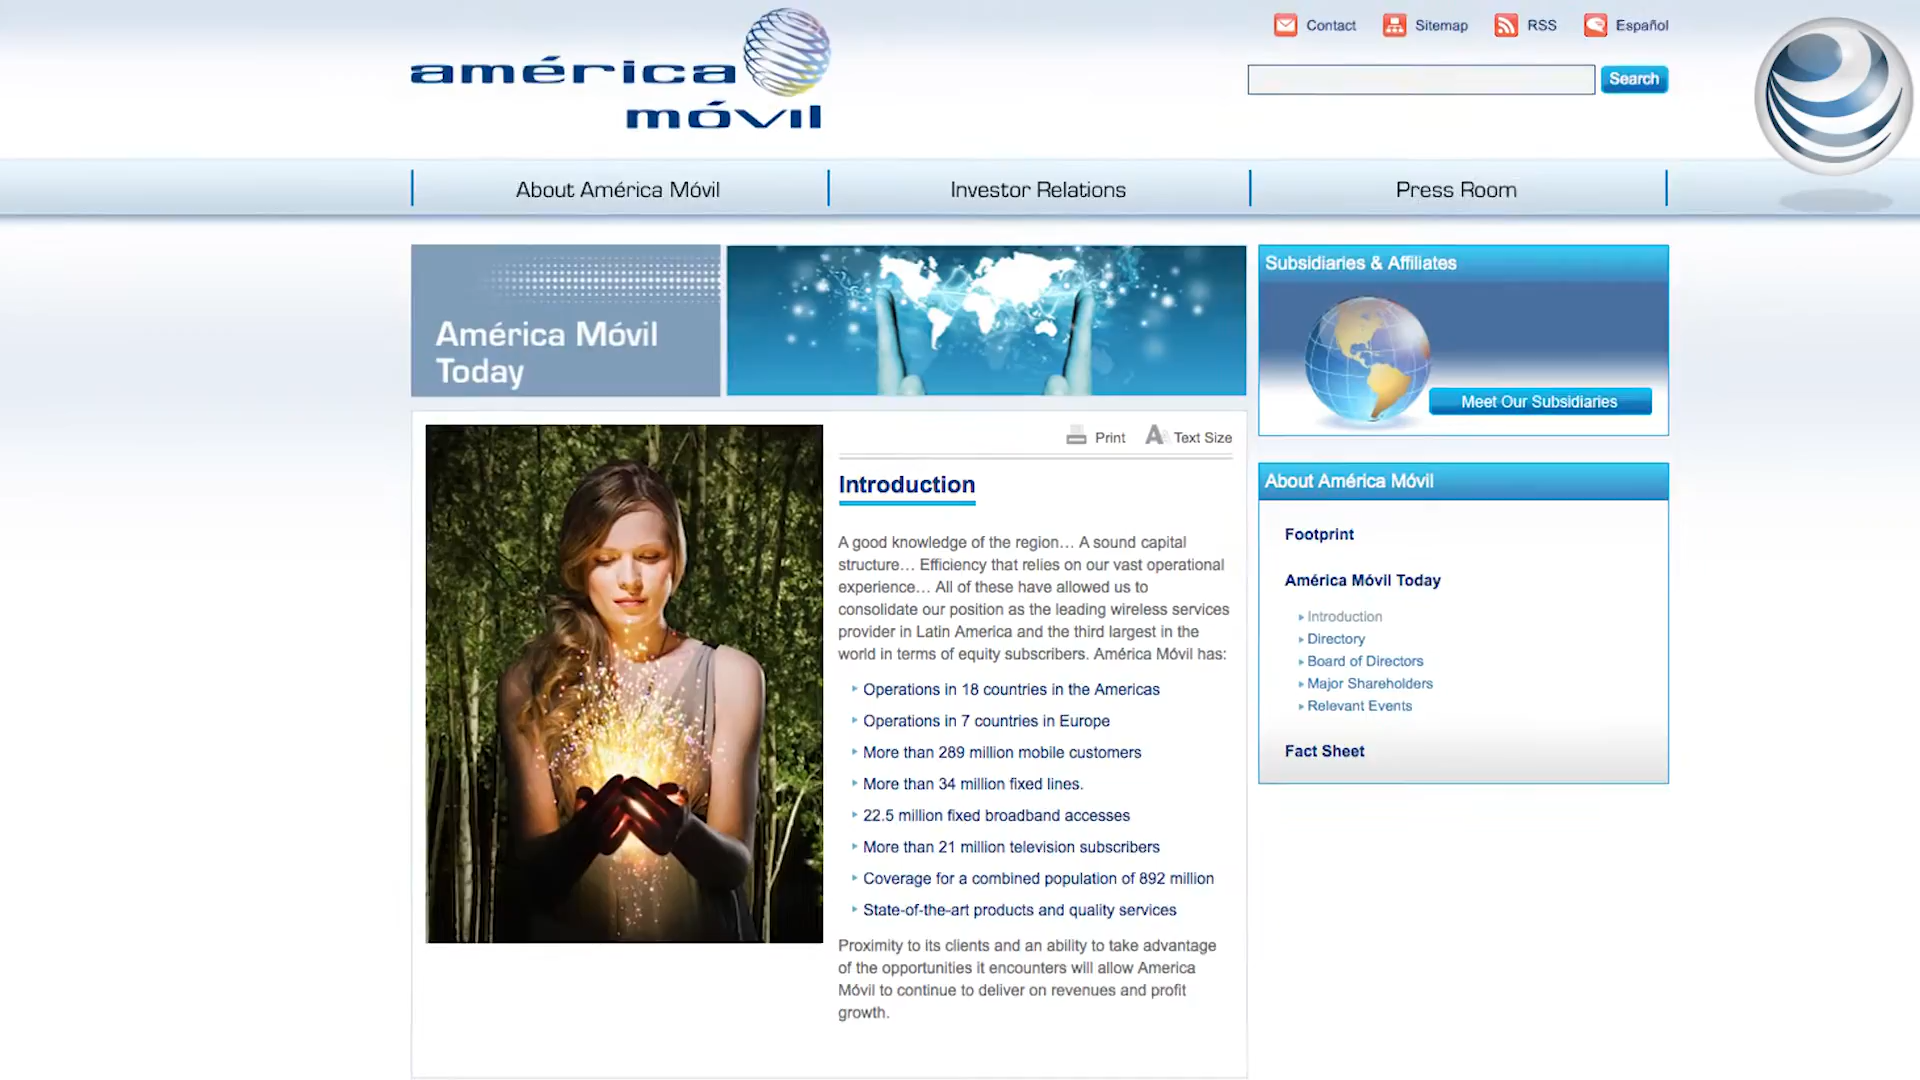 Contact
Sitemap
RSS
Español
américa
móvil
Search
About América Móvil
Investor Relations
Press Room
América Móvil
Today
Subsidiaries & Affiliates
Meet Our Subsidiaries
Print
A
Text Size
Introduction
A good knowledge of the region… A sound capital
structure… Efficiency that relies on our vast operational
experience… All of these have allowed us to
consolidate our position as the leading wireless services
provider in Latin America and the third largest in the
world in terms of equity subscribers. América Móvil has:
Operations in 18 countries in the Americas
Operations in 7 countries in Europe
More than 289 million mobile customers
More than 34 million fixed lines.
22.5 million fixed broadband accesses
More than 21 million television subscribers
Coverage for a combined population of 892 million
State-of-the-art products and quality services
Proximity to its clients and an ability to take advantage
of the opportunities it encounters will allow America
Móvil to continue to deliver on revenues and profit
growth.
About América Móvil
Footprint
América Móvil Today
Introduction
Directory
Board of Directors
Major Shareholders
Relevant Events
Fact Sheet